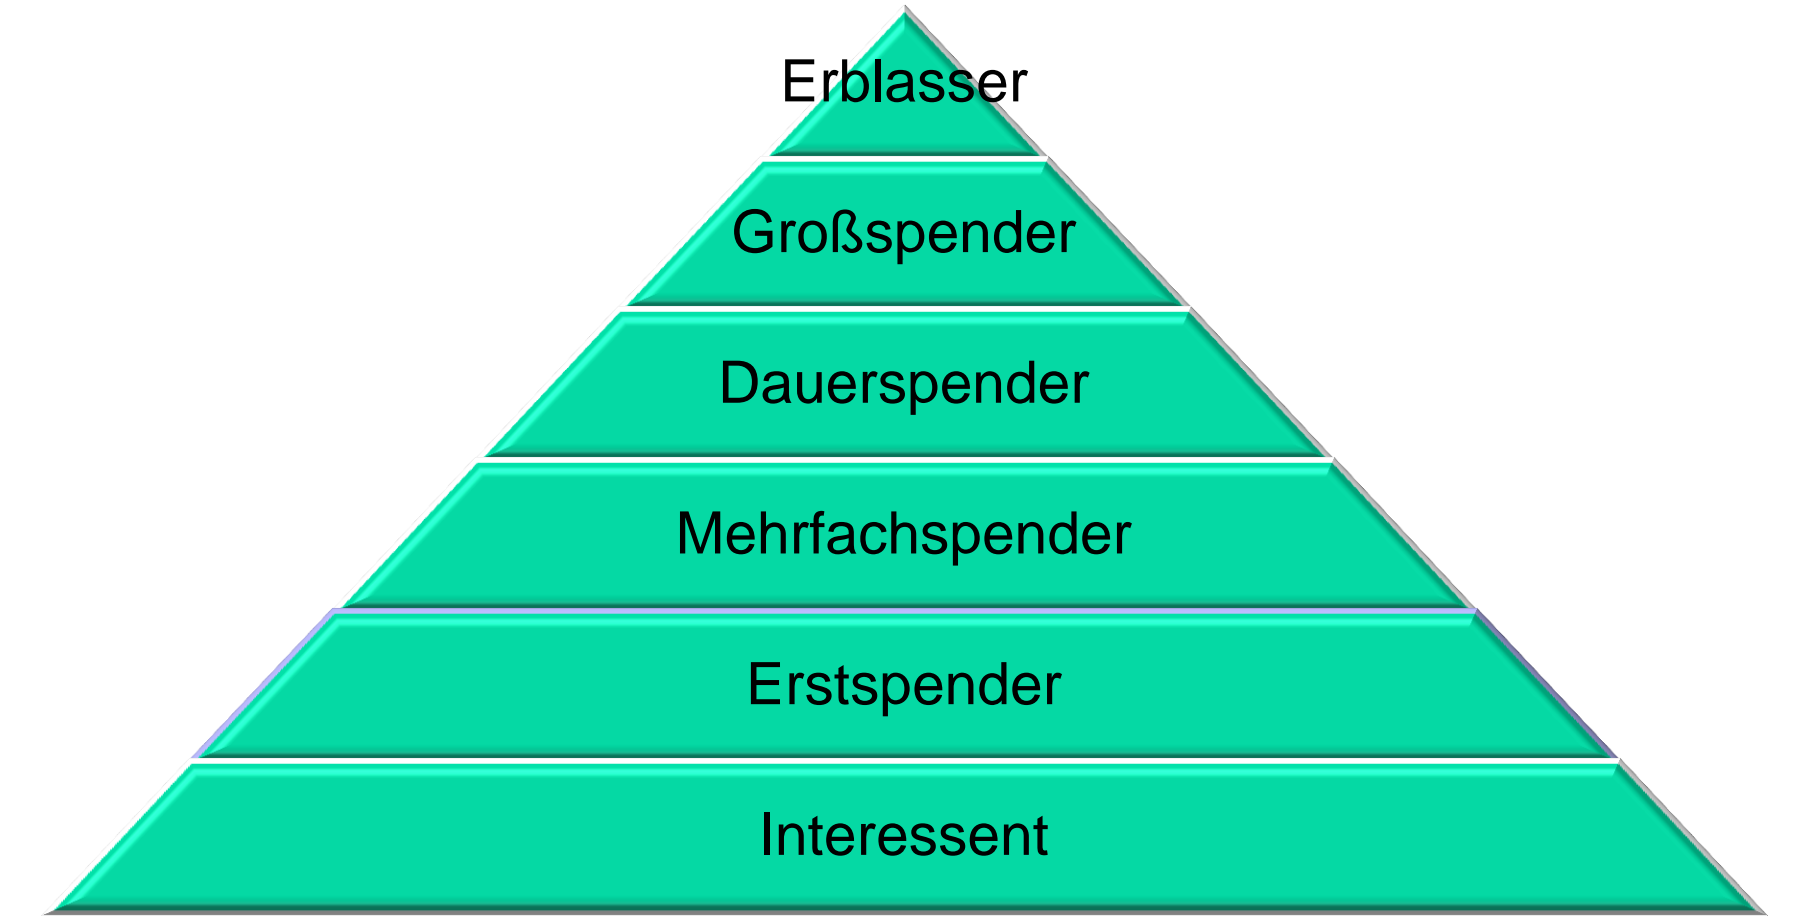 Erblasser
Großspender
Dauerspender
Mehrfachspender
Erstspender
Interessent